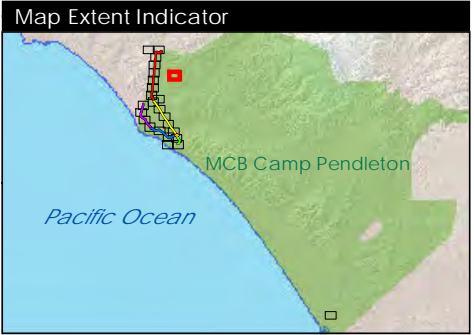 Map Extent Indicator
MCB Camp Pendleton
Pacific Ocean